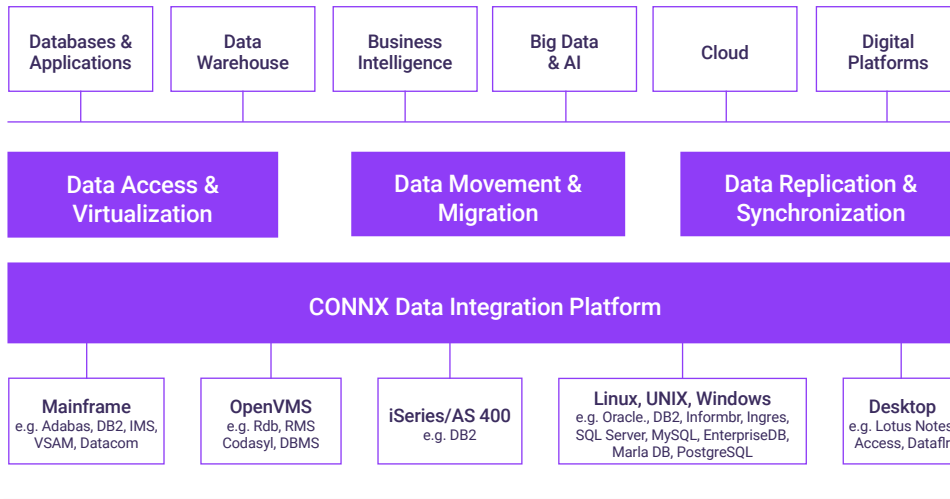 Databases &
Applications
Data
Warehouse
Business
Intelligence
Big Data
& AI
Cloud
Digital
Platforms
Data Access &
Virtualization
Data Movement &
Migration
Data Replication &
Synchronization
CONNX Data Integration Platform
Mainframe
e.g. Adabas, DB2, IMS,
VSAM, Datacom
OpenVMS
e.g. Rdb, RMS
Codasyl, DBMS
iSeries/AS 400
e.g. DB2
Linux, UNIX, Windows
e.g. Oracle., DB2, Informbr, Ingres,
SQL Server, MySQL, EnterpriseDB,
Marla DB, PostgreSQL
Desktop
e.g. Lotus Notes
Access,